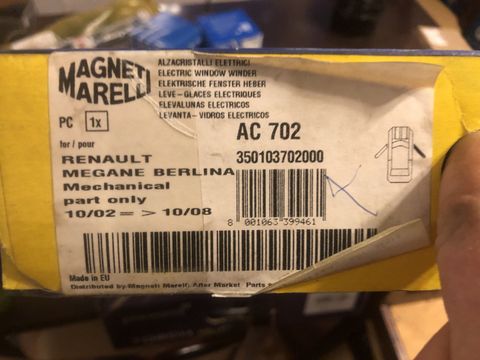 MAGNETI
MARELLI
ALZACRISTALLI ELETTRICI
ELECTRIC WINDOW WINDER
ELEKTRISCHE FENSTER HEBER
LEVE-GLACES ELECTRIQUES
ELEVALUNAS ELECTRICOS
LEVANTA-VIDROS ELECTRICOS
PC 1x
AC 702
for / pour
350103702000
RENAULT
MEGANE BERLINA
Mechanical
part only
10/02 = > 10/08
8 001063 399461
Made in EU
Distributed by Magneti Marelli After Market Parts